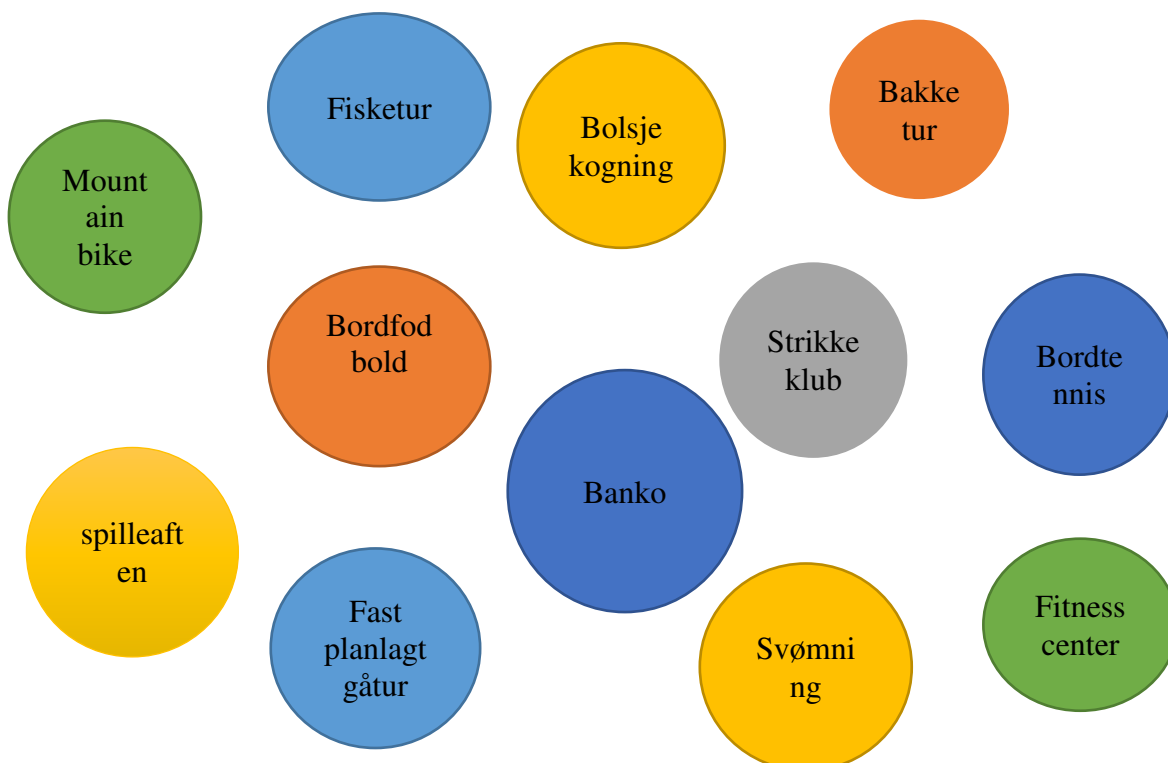 Fisketur
Bolsje
kogning
Bakke
tur
Mount
ain
bike
Bordfod
bold
Strikke
klub
Bordte
nnis
Banko
spilleaft
en
Fast
planlagt
gåtur
Svømni
ng
Fitness
center